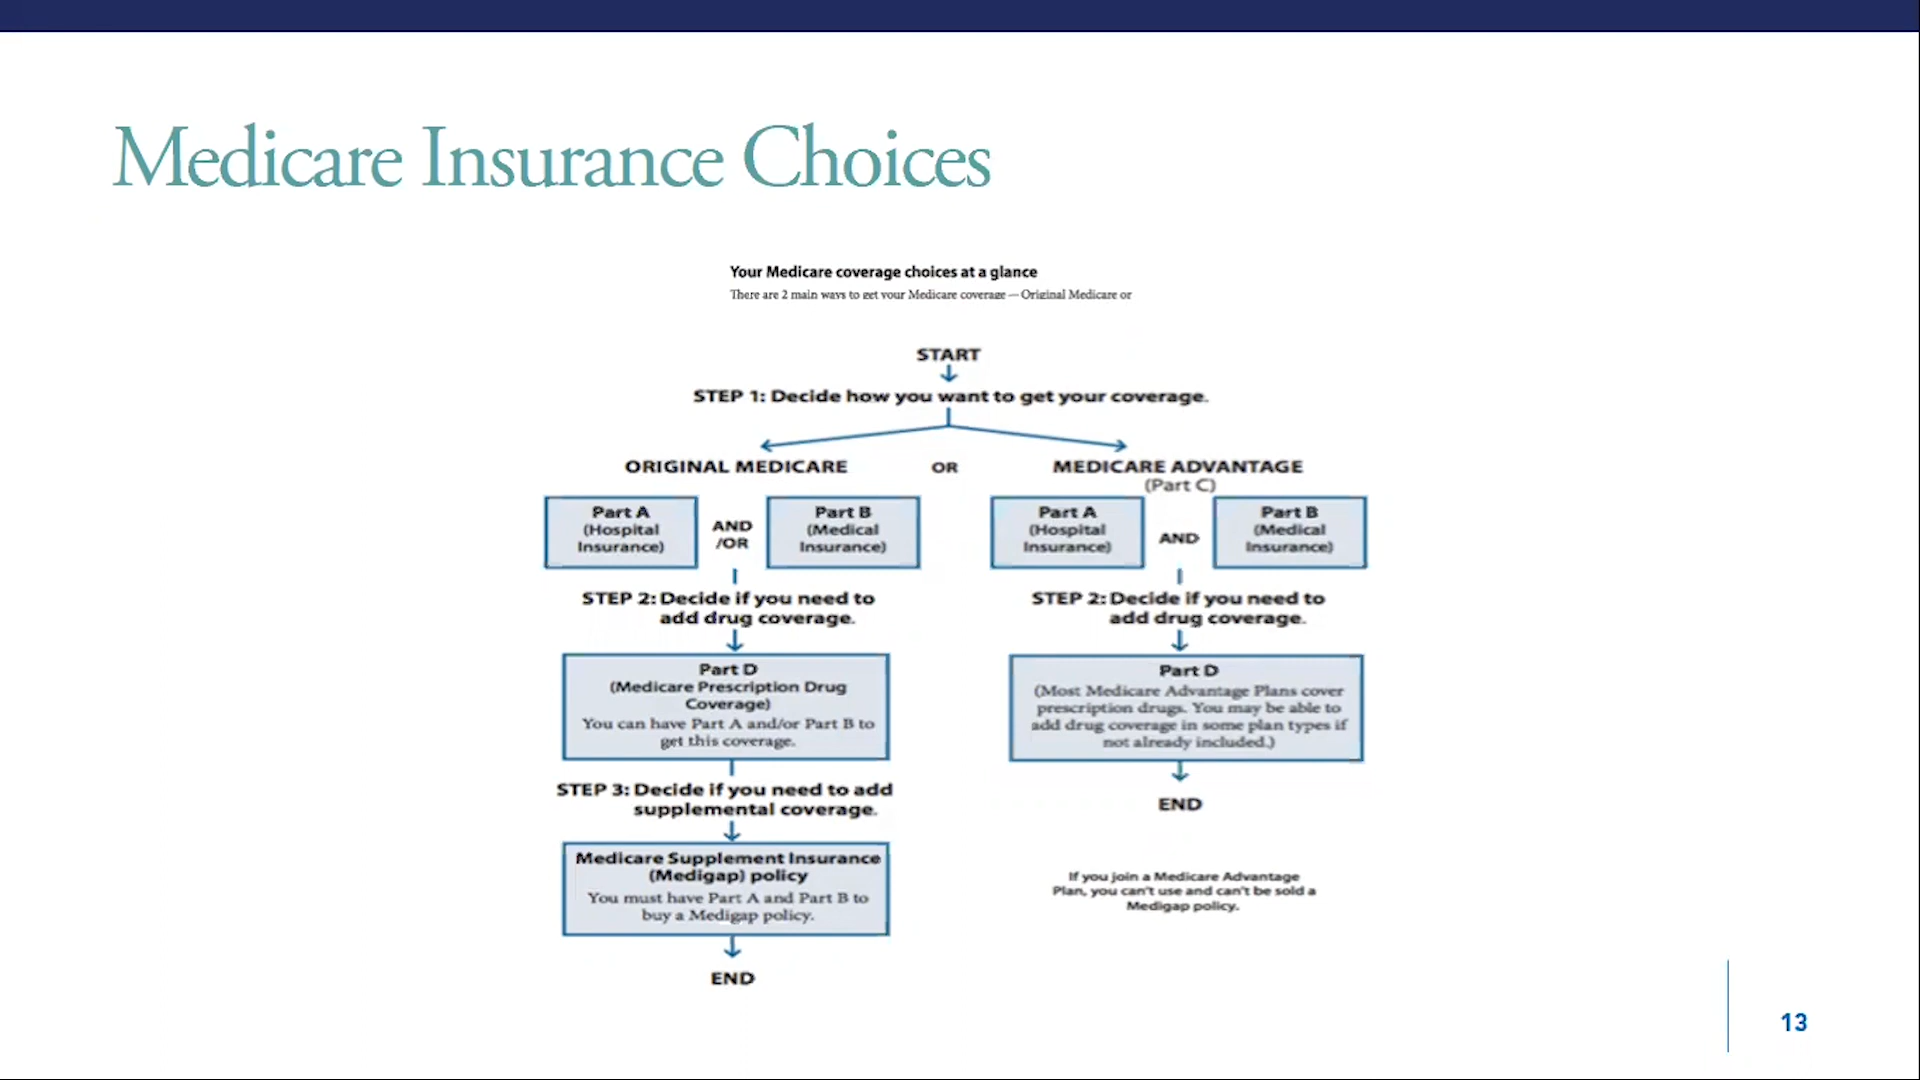 Medicare Insurance Choices
Your Medicare coverage choices at a glance
There are 2 main ways to get your Medicare coverage — Original Medicare or
START
STEP 1: Decide how you want to get your coverage.
ORIGINAL MEDICARE
OR
MEDICARE ADVANTAGE
(Part C)
Part A
(Hospital
Insurance)
AND
/OR
Part B
(Medical
Insurance)
Part A
(Hospital
Insurance)
AND
Part B
(Medical
Insurance)
STEP 2: Decide if you need to
add drug coverage.
Part D
(Medicare Prescription Drug
Coverage)
You can have Part A and/or Part B to
get this coverage.
STEP 3: Decide if you need to add
supplemental coverage.
Medicare Supplement Insurance
(Medigap) policy
You must have Part A and Part B to
buy a Medigap policy.
END
STEP 2: Decide if you need to
add drug coverage.
Part D
(Most Medicare Advantage Plans cover
prescription drugs. You may be able to
add drug coverage in some plan types if
not already included.)
END
If you join a Medicare Advantage
Plan, you can't use and can't be sold a
Medigap policy.
13